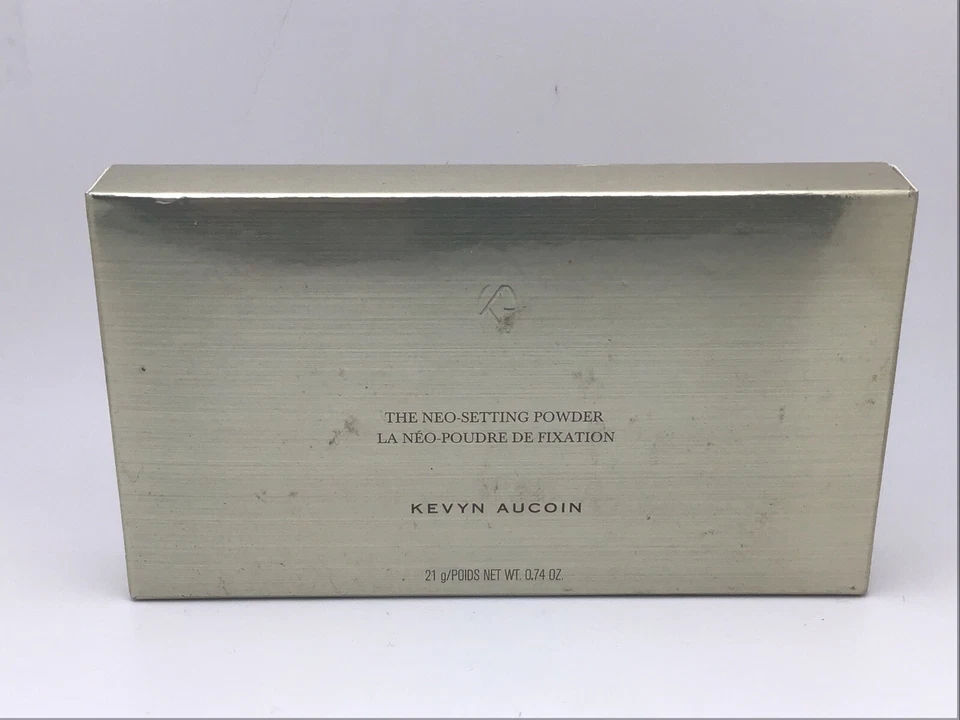 THE NEO-SETTING POWDER
LA NÉO-POUDRE DE FIXATION
KEVYN AUCOIN
21 g/POIDS NET WT. 0.74 OZ.